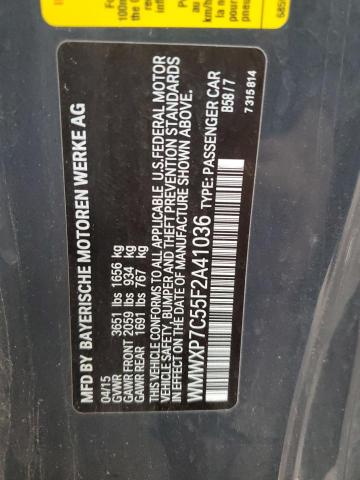 MFD BY BAYERISCHE MOTOREN WERKE AG
04/15
GVWR 3651 lbs 1656 kg
GAWR FRONT 2059 lbs 934 kg
GAWR REAR 1691 lbs 767 kg
THIS VEHICLE CONFORMS TO ALL APPLICABLE U.S.FEDERAL MOTOR
VEHICLE SAFETY, BUMPER AND THEFT PREVENTION STANDARDS
IN EFFECT ON THE DATE OF MANUFACTURE SHOWN ABOVE.
WMWXP7C55F2A41036 TYPE: PASSENGER CAR
B58 / 7
7 315 814